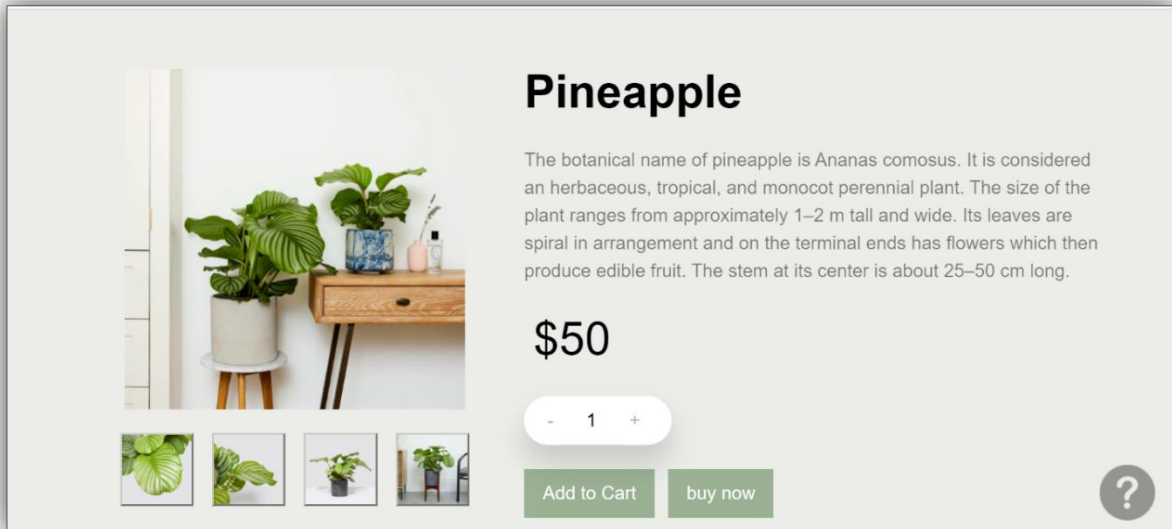 Pineapple
The botanical name of pineapple is Ananas comosus. It is considered
an herbaceous, tropical, and monocot perennial plant. The size of the
plant ranges from approximately 1–2 m tall and wide. Its leaves are
spiral in arrangement and on the terminal ends has flowers which then
produce edible fruit. The stem at its center is about 25–50 cm long.
$50
- 1 +
Add to Cart buy now
?